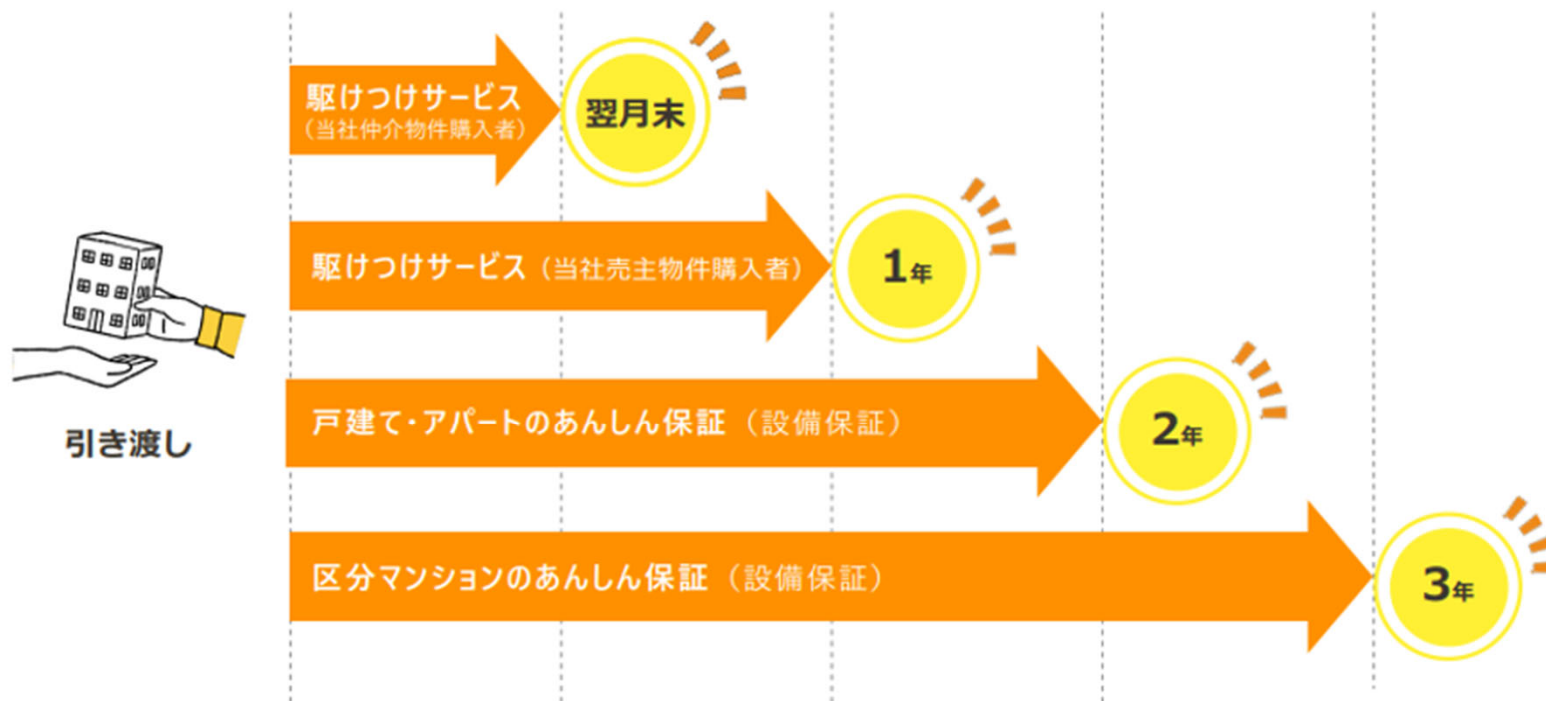 駆けつけサービス
(当社仲介物件購入者)
翌月末
駆けつけサービス(当社売主物件購入者)
1年
戸建て・アパートのあんしん保証(設備保証)
2年
引き渡し
区分マンションのあんしん保証(設備保証)
3年